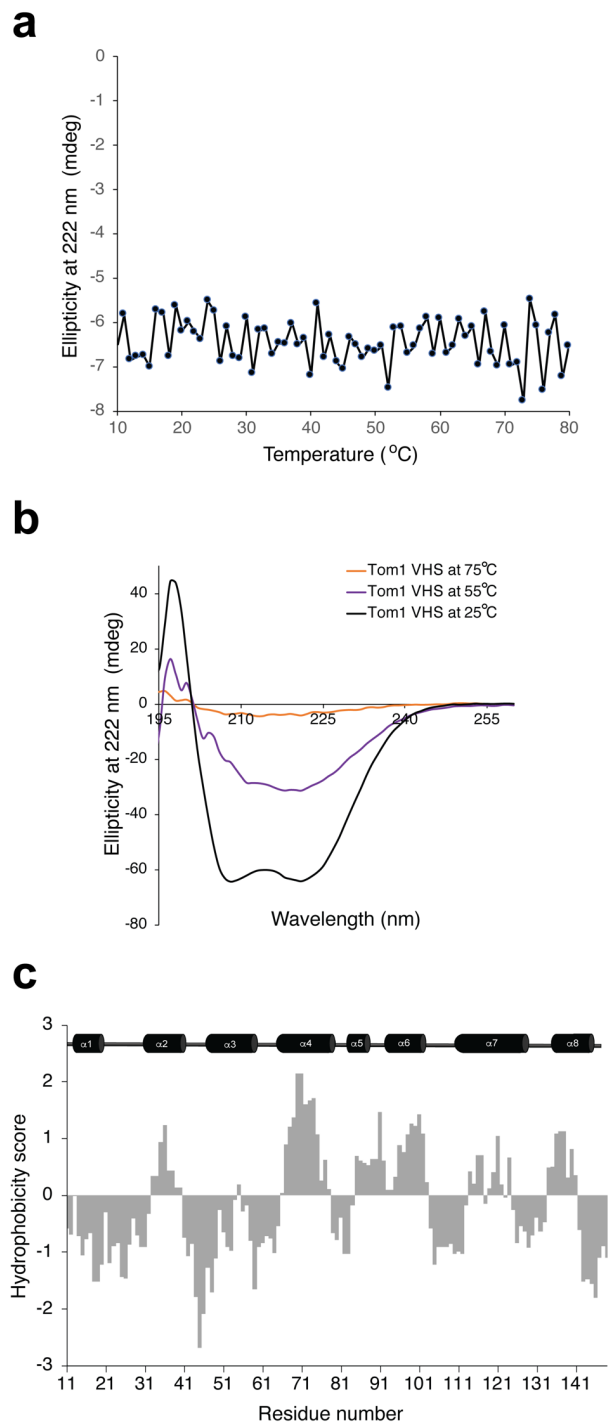 a
0
-1
-2
-3
-4
-5
-6
-7
-8
Ellipticity at 222 nm (mdeg)
10 20 30 40 50 60 70 80
Temperature (°C)
b
Tom1 VHS at 75°C
Tom1 VHS at 55°C
Tom1 VHS at 25°C
40
20
0
-20
-40
-60
-80
Ellipticity at 222 nm (mdeg)
195 210 225 240 255
Wavelength (nm)
c
3
2
1
0
-1
-2
-3
α1 α2 α3 α4 α5 α6 α7 α8
Hydrophobicity score
11 21 31 41 51 61 71 81 91 101 111 121 131 141
Residue number